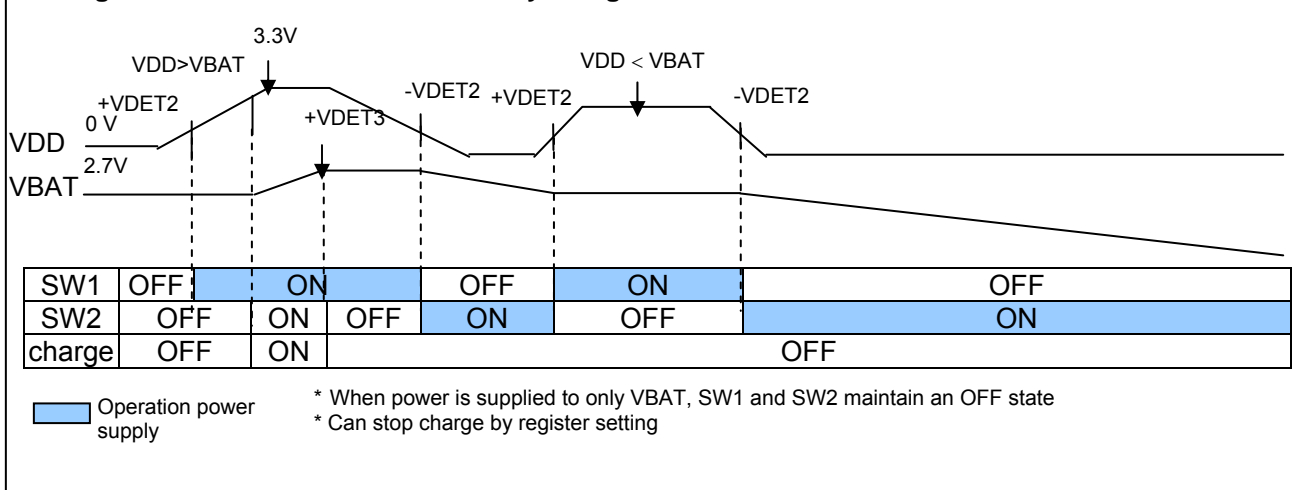 3.3V
VDD>VBAT
VDD < VBAT
+VDET2
-VDET2
+VDET2
-VDET2
0 V
+VDET3
VDD
2.7V
VBAT
SW1 OFF ON OFF ON OFF
SW2 OFF ON OFF ON OFF ON
charge OFF ON OFF
Operation power
supply
* When power is supplied to only VBAT, SW1 and SW2 maintain an OFF state
* Can stop charge by register setting